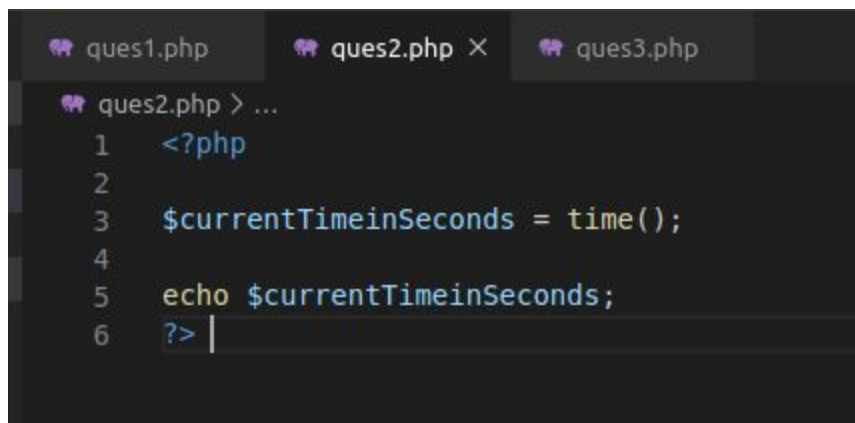 ques1.php ques2.php × ques3.php
ques2.php > ...
1 <?php
2
3 $currentTimeinSeconds = time();
4
5 echo $currentTimeinSeconds;
6 ?>